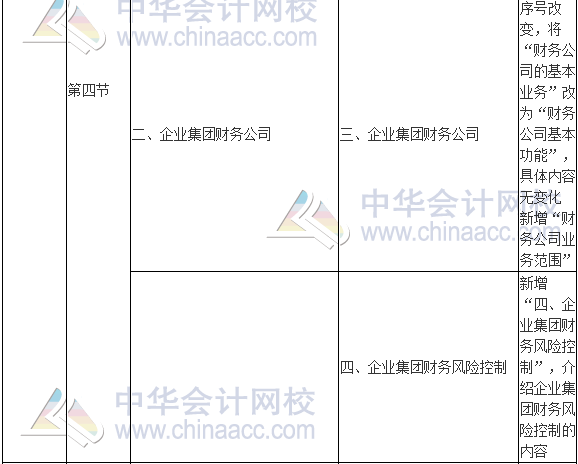 中华会计网校
www.chinaacc.com
第四节
二、企业集团财务公司
三、企业集团财务公司
序号改
变，将
“财务公
司的基本
业务”改
为“财务
公司基本
功能”，
具体内容
无变化
新增“财
务公司业
务范围”
中华会计网校
www.chinaacc.com
四、企业集团财务风险控制
新增
“四、企
业集团财
务风险控
制”，介
绍企业集
团财务风
险控制的
内容
中华会计网校
www.chinaacc.com